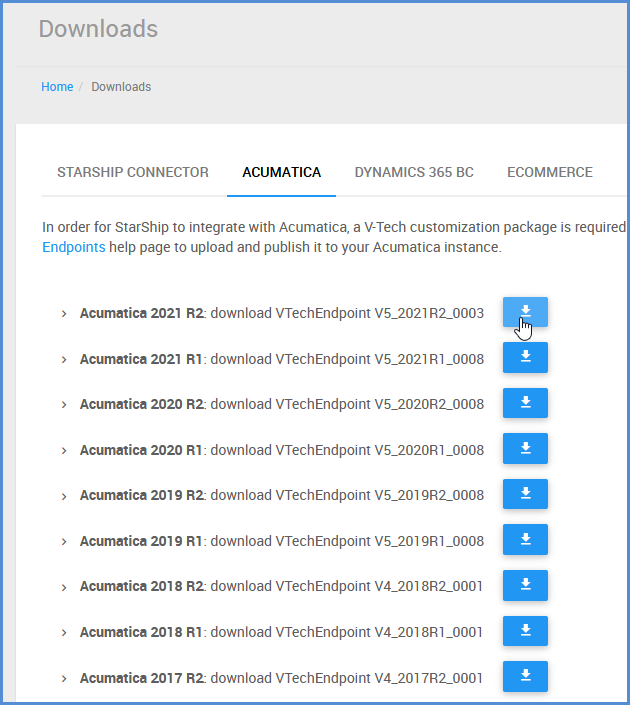 Downloads
Home / Downloads
STARSHIP CONNECTOR ACUMATICA DYNAMICS 365 BC ECOMMERCE
In order for StarShip to integrate with Acumatica, a V-Tech customization package is required
Endpoints help page to upload and publish it to your Acumatica instance.
Acumatica 2021 R2: download VTechEndpoint V5_2021R2_0003
Acumatica 2021 R1: download VTechEndpoint V5_2021R1_0008
Acumatica 2020 R2: download VTechEndpoint V5_2020R2_0008
Acumatica 2020 R1: download VTechEndpoint V5_2020R1_0008
Acumatica 2019 R2: download VTechEndpoint V5_2019R2_0008
Acumatica 2019 R1: download VTechEndpoint V5_2019R1_0008
Acumatica 2018 R2: download VTechEndpoint V4_2018R2_0001
Acumatica 2018 R1: download VTechEndpoint V4_2018R1_0001
Acumatica 2017 R2: download VTechEndpoint V4_2017R2_0001